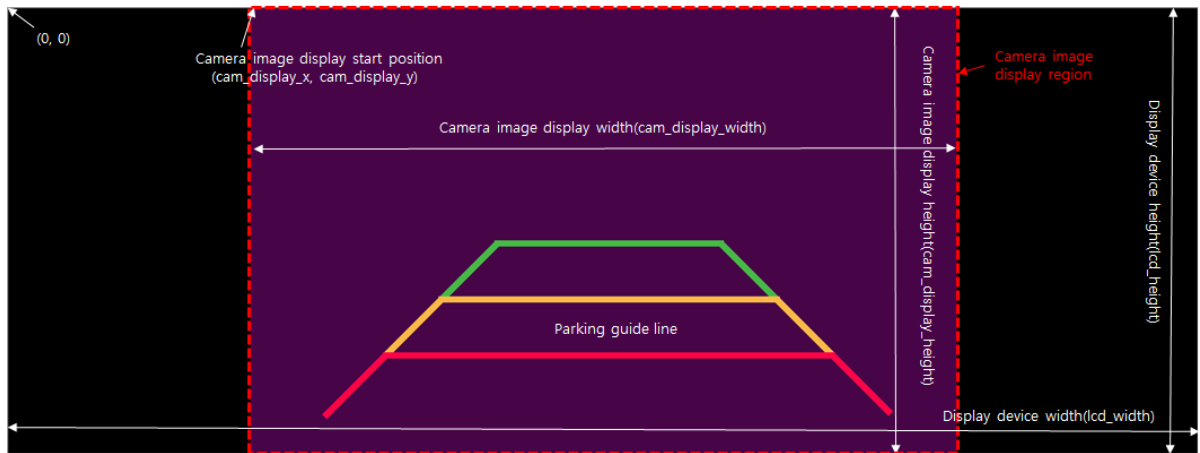 (0, 0)
Camera image display start position
(cam_display_x, cam_display_y)
Camera image
display region
Camera image display width(cam_display_width)
Camera image display height(cam_display_height)
Display device height(lcd_height)
Parking guide line
Display device width(lcd_width)